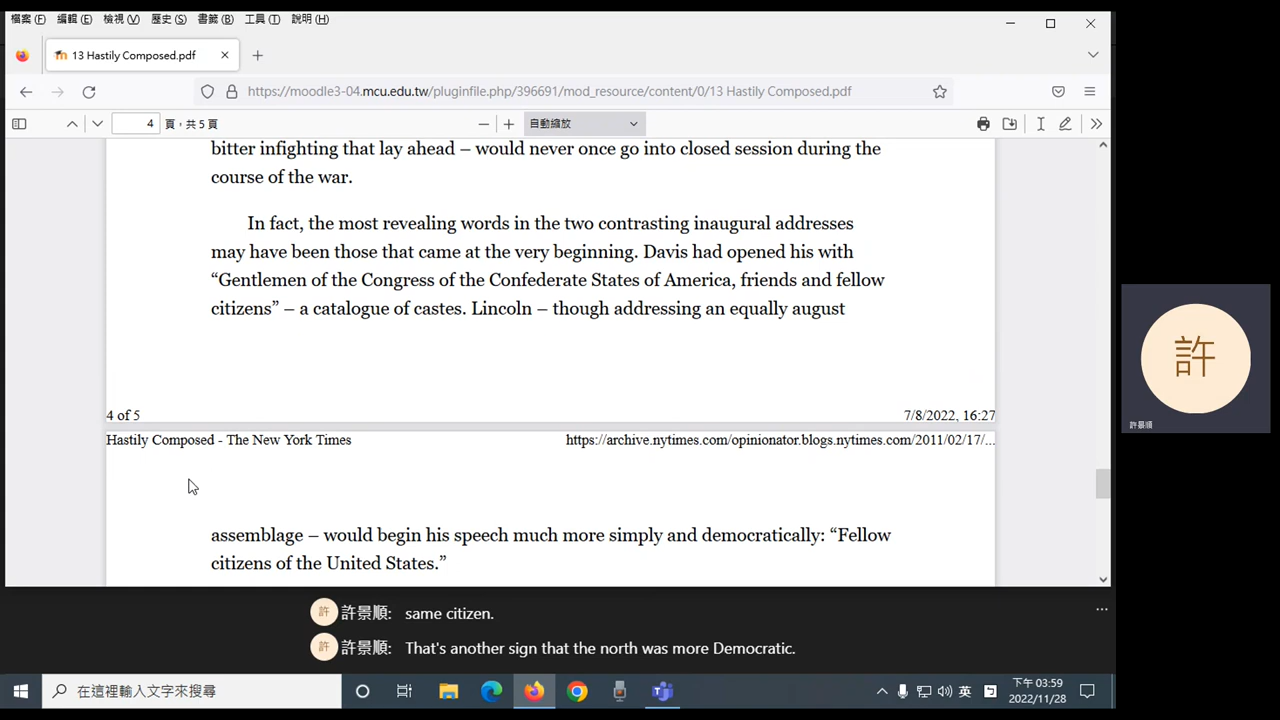 檔案(F) 編輯(E) 檢視(V) 歷史(S) 書籤(B) 工具(T) 說明(H)
13 Hastily Composed.pdf
https://moodle3-04.mcu.edu.tw/pluginfile.php/396691/mod_resource/content/0/13 Hastily Composed.pdf
4 頁，共 5 頁 自動縮放
bitter infighting that lay ahead – would never once go into closed session during the
course of the war.
In fact, the most revealing words in the two contrasting inaugural addresses
may have been those that came at the very beginning. Davis had opened his with
“Gentlemen of the Congress of the Confederate States of America, friends and fellow
citizens” – a catalogue of castes. Lincoln – though addressing an equally august
4 of 5 7/8/2022, 16:27
Hastily Composed - The New York Times https://archive.nytimes.com/opinionator.blogs.nytimes.com/2011/02/17/...
assemblage – would begin his speech much more simply and democratically: “Fellow
citizens of the United States.”
許
許景順
許 許景順: same citizen.
許 許景順: That's another sign that the north was more Democratic.
在這裡輸入文字來搜尋
英
下午 03:59
2022/11/28